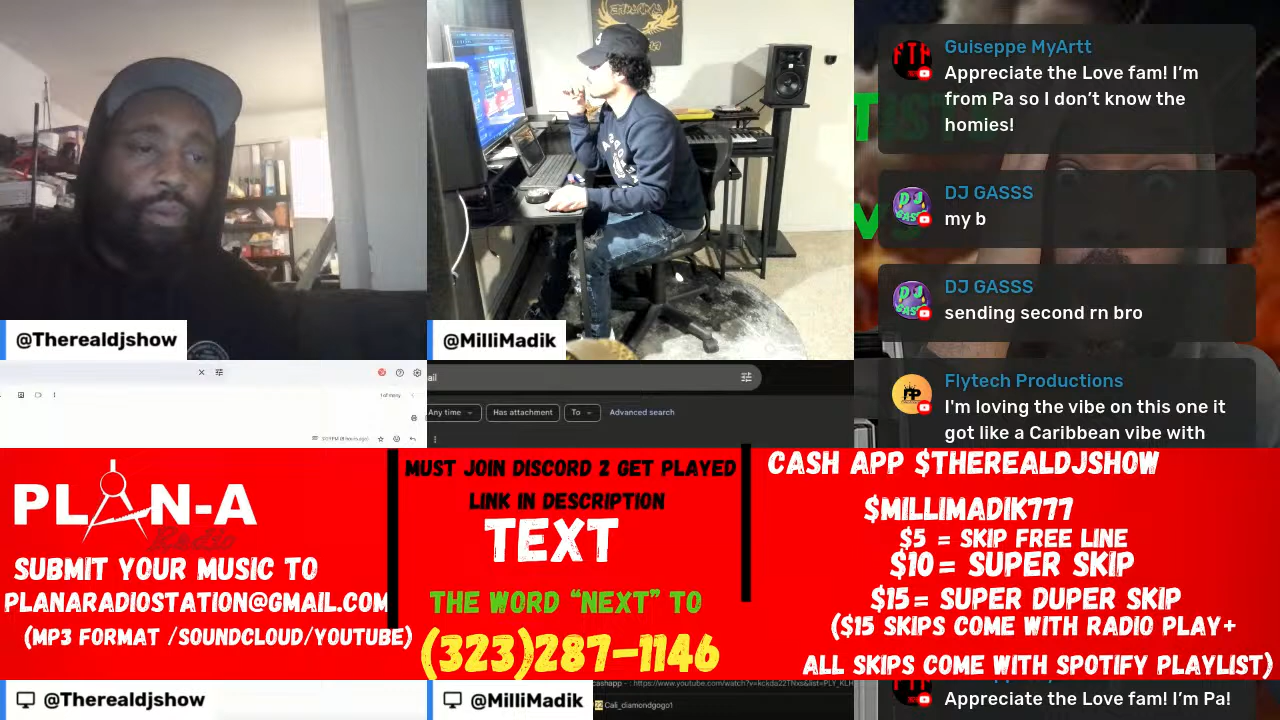 Guiseppe MyArtt
Appreciate the Love fam! I'm
from Pa so I don't know the
homies!
DJ GASSS
my b
DJ GASSS
sending second rn bro
Flytech Productions
I'm loving the vibe on this one it
got like a Caribbean vibe with
@Therealdjshow
@MilliMadik
ail
Any time
Has attachment
To
Advanced search
PLAN-A
Radio
SUBMIT YOUR MUSIC TO
PLANARADIOSTATION@GMAIL.COM
(MP3 FORMAT /SOUNDCLOUD/YOUTUBE)
MUST JOIN DISCORD 2 GET PLAYED
LINK IN DESCRIPTION
TEXT
THE WORD “NEXT” TO
(323)287-1146
CASH APP $THEREALDJSHOW
$MILLIMADIK777
$5 = SKIP FREE LINE
$10 = SUPER SKIP
$15= SUPER DUPER SKIP
($15 SKIPS COME WITH RADIO PLAY+
ALL SKIPS COME WITH SPOTIFY PLAYLIST)
@Therealdjshow
@MilliMadik
Cali_diamondgogo1
Appreciate the Love fam! I'm Pa!